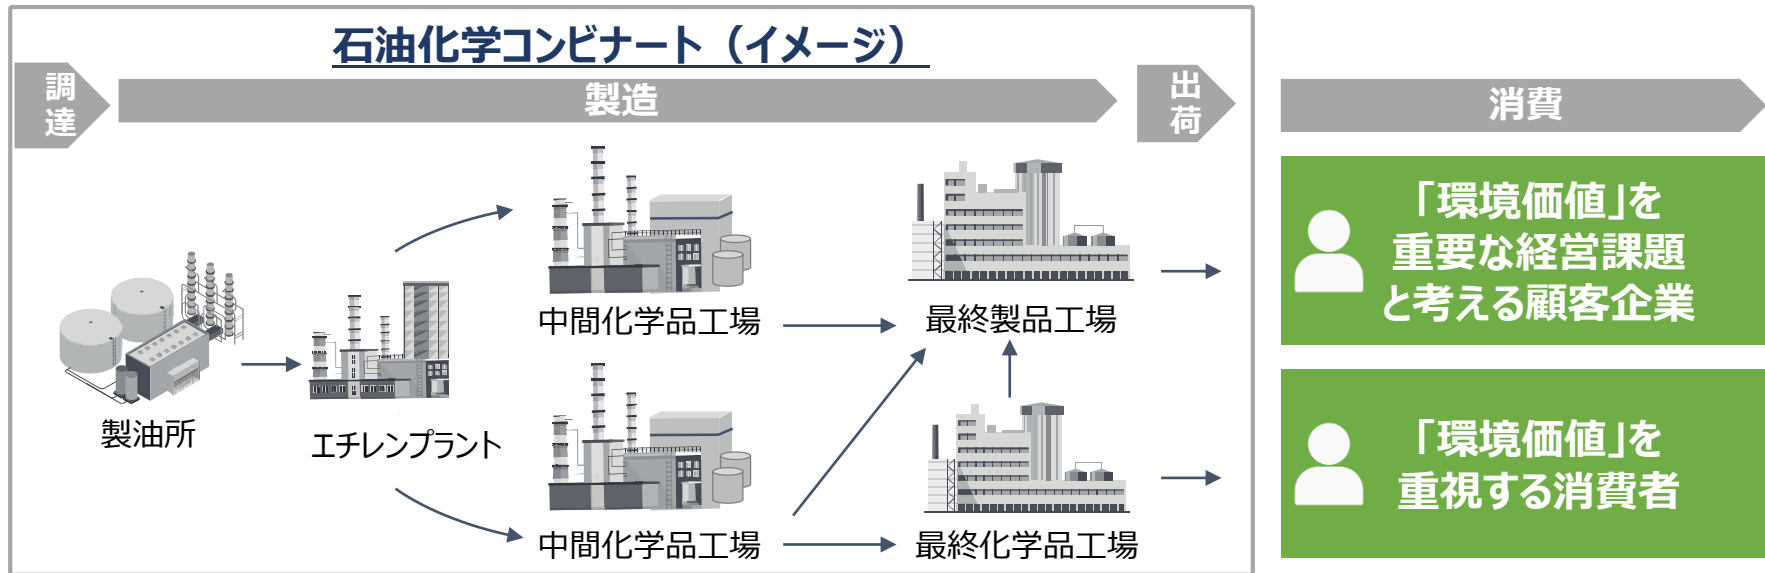 石油化学コンビナート（イメージ）
調達
製造
出荷
消費
製油所
エチレンプラント
中間化学品工場
最終製品工場
中間化学品工場
最終化学品工場
「環境価値」を
重要な経営課題
と考える顧客企業
「環境価値」を
重視する消費者